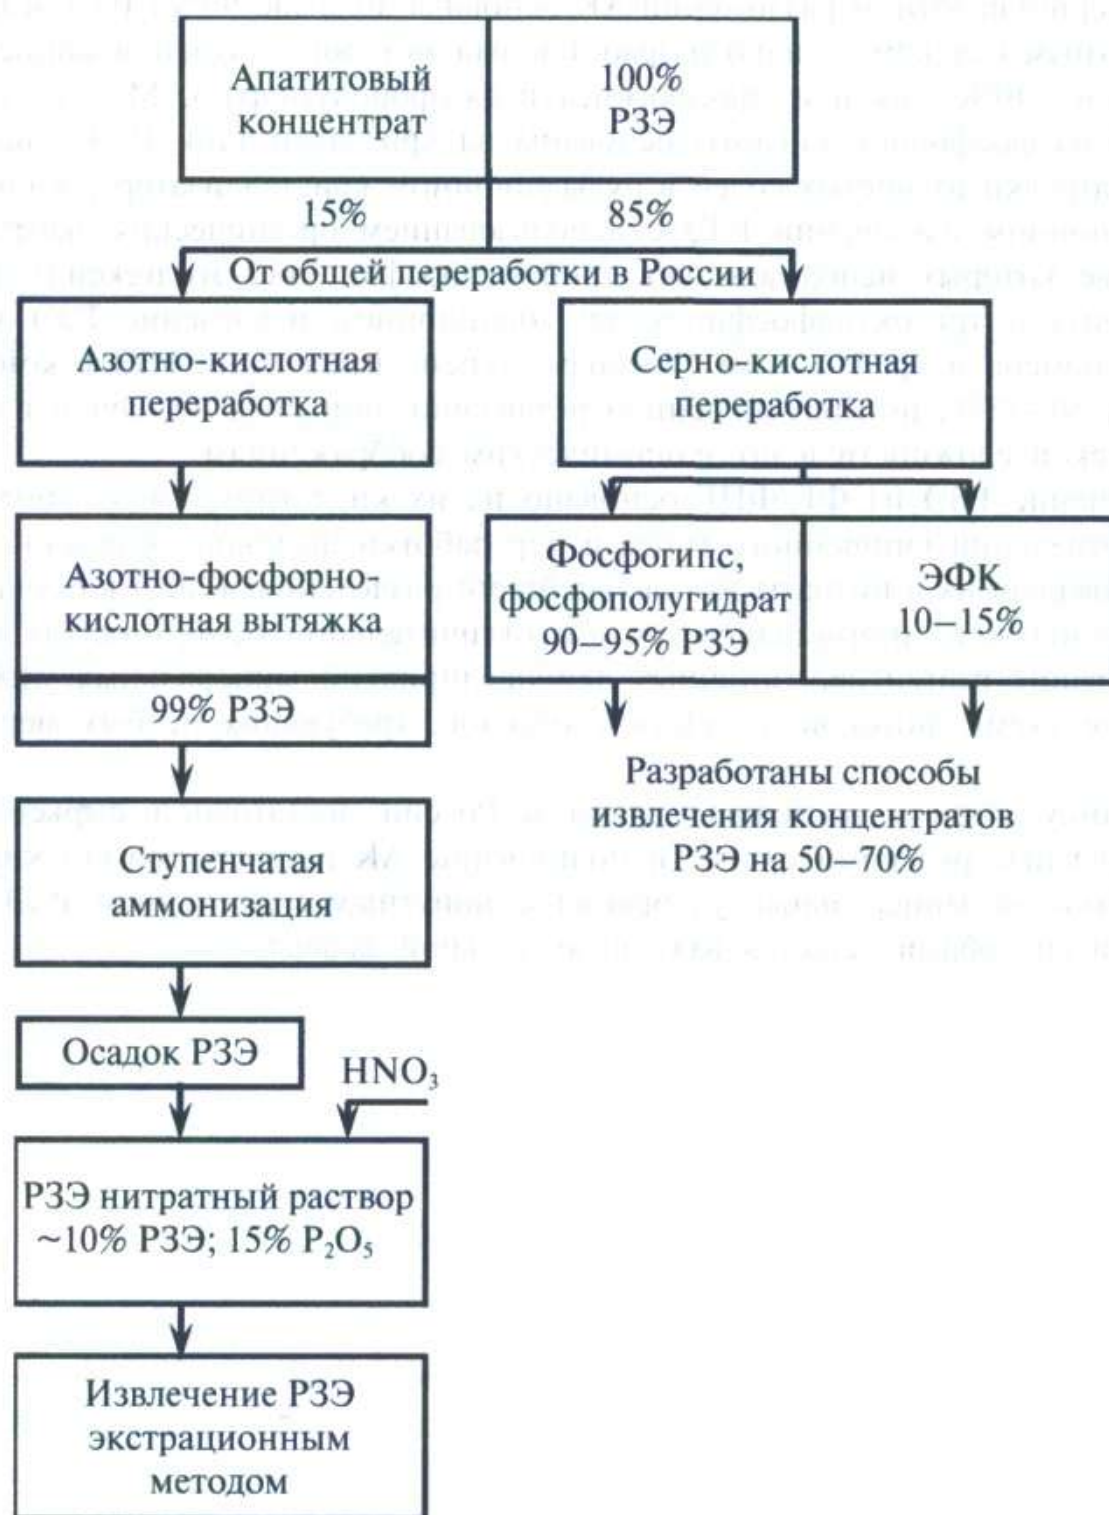 Апатитовый
концентрат
100%
РЗЭ
15%
85%
От общей переработки в России
Азотно-кислотная
переработка
Серно-кислотная
переработка
Азотно-фосфорно-
кислотная вытяжка
99% РЗЭ
Фосфогипс,
фосфополугидрат
90–95% РЗЭ
ЭФК
10–15%
Разработаны способы
извлечения концентратов
РЗЭ на 50–70%
Ступенчатая
аммонизация
Осадок РЗЭ
HNO₃
РЗЭ нитратный раствор
~10% РЗЭ; 15% P₂O₅
Извлечение РЗЭ
экстрационным
методом